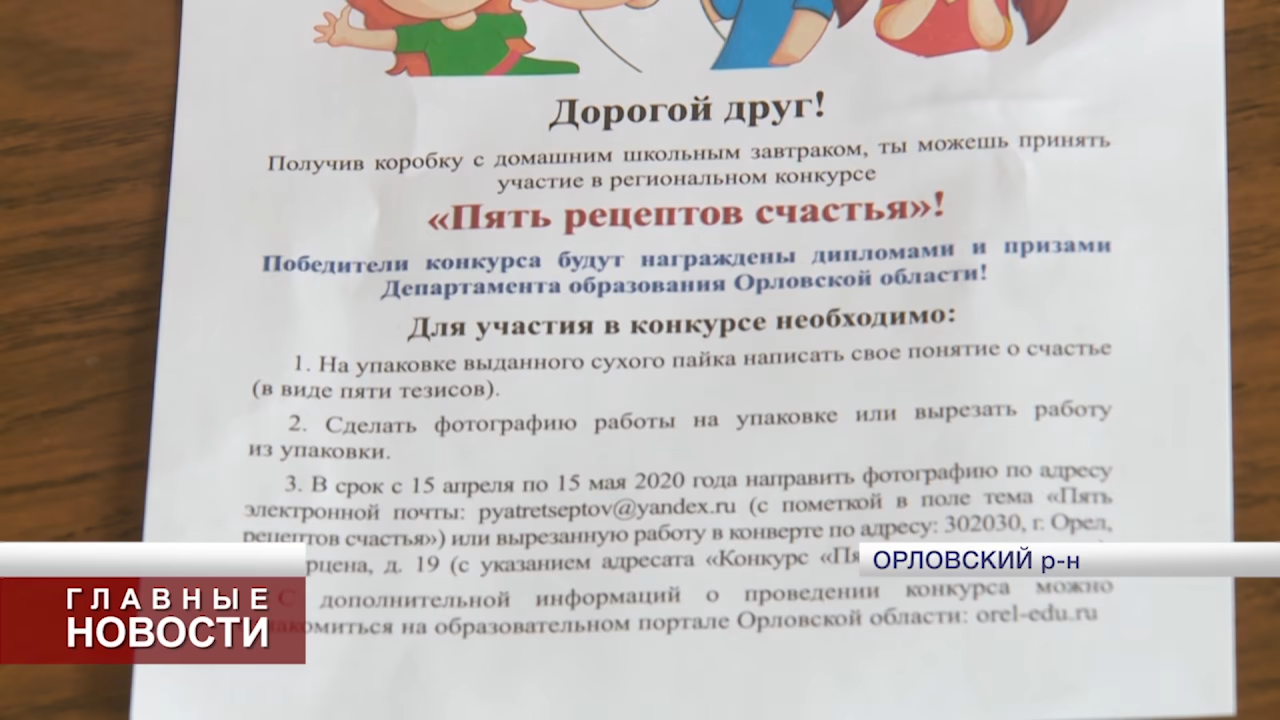 Дорогой друг!
Получив коробку с домашним школьным завтраком, ты можешь принять
участие в региональном конкурсе
«Пять рецептов счастья»!
Победители конкурса будут награждены дипломами и призами
Департамента образования Орловской области!
Для участия в конкурсе необходимо:
1. На упаковке выданного сухого пайка написать свое понятие о счастье
(в виде пяти тезисов).
2. Сделать фотографию работы на упаковке или вырезать работу
из упаковки.
3. В срок с 15 апреля по 15 мая 2020 года направить фотографию по адресу
электронной почты: pyatretseptov@yandex.ru (с пометкой в поле тема «Пять
рецептов счастья») или вырезанную работу в конверте по адресу: 302030, г. Орел,
рцена, д. 19 (с указанием адресата «Конкурс «Пя
ОРЛОВСКИЙ р-н
С дополнительной информаций о проведении конкурса можно
акомиться на образовательном портале Орловской области: orel-edu.ru
ГЛАВНЫЕ
НОВОСТИ